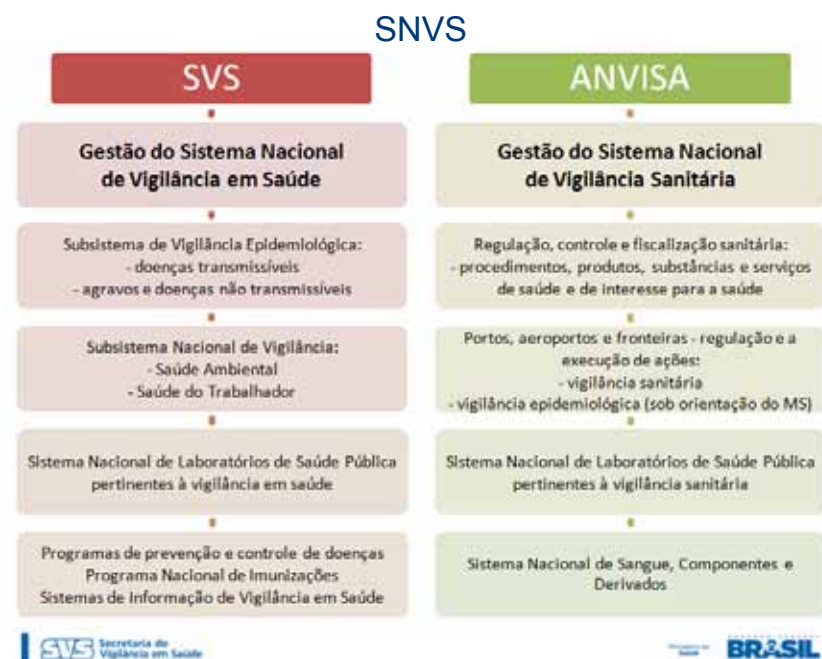 SNVS
SVS
Gestão do Sistema Nacional
de Vigilância em Saúde
Subsistema de Vigilância Epidemiológica:
- doenças transmissíveis
- agravos e doenças não transmissíveis
Subsistema Nacional de Vigilância:
- Saúde Ambiental
- Saúde do Trabalhador
Sistema Nacional de Laboratórios de Saúde Pública
pertinentes à vigilância em saúde
Programas de prevenção e controle de doenças
Programa Nacional de Imunizações
Sistemas de Informação de Vigilância em Saúde
ANVISA
Gestão do Sistema Nacional
de Vigilância Sanitária
Regulação, controle e fiscalização sanitária:
- procedimentos, produtos, substâncias e serviços
de saúde e de interesse para a saúde
Portos, aeroportos e fronteiras - regulação e a
execução de ações:
- vigilância sanitária
- vigilância epidemiológica (sob orientação do MS)
Sistema Nacional de Laboratórios de Saúde Pública
pertinentes à vigilância sanitária
Sistema Nacional de Sangue, Componentes e
Derivados
SVS Secretaria de
Vigilância em Saúde
Saúde
BRASIL